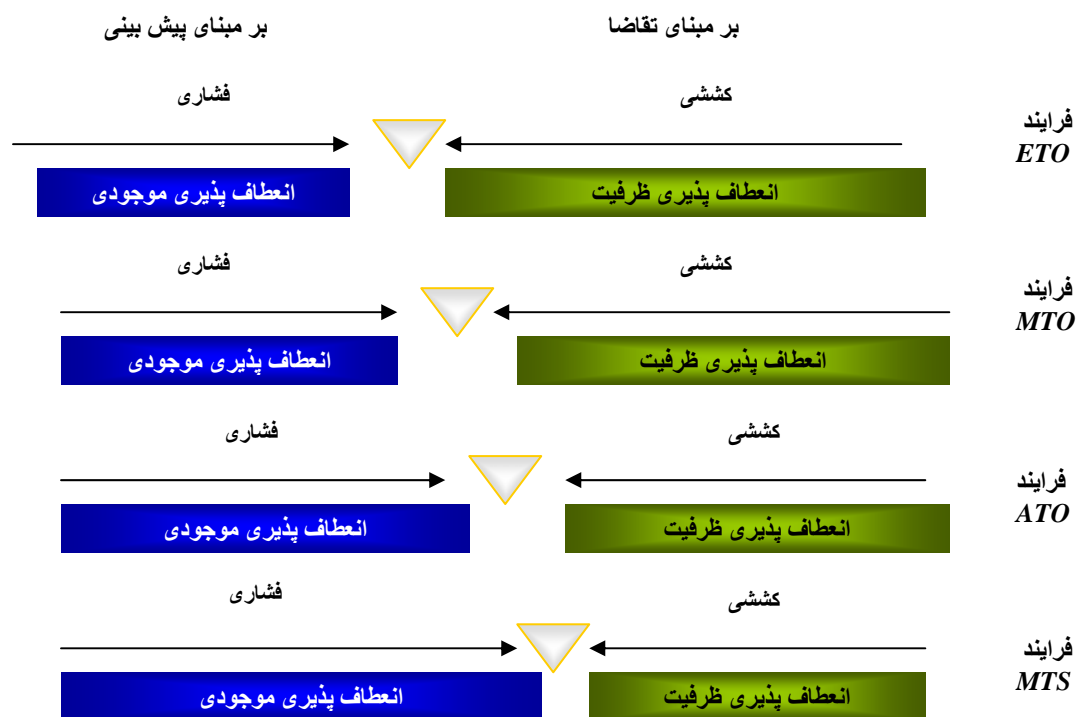 بر مبنای تقاضا
بر مبنای پیش بینی
کششی
فشاری
فرایند
ETO
انعطاف پذیری ظرفیت
انعطاف پذیری موجودی
کششی
فشاری
فرایند
MTO
انعطاف پذیری ظرفیت
انعطاف پذیری موجودی
کششی
فشاری
فرایند
ATO
انعطاف پذیری ظرفیت
انعطاف پذیری موجودی
کششی
فشاری
فرایند
MTS
انعطاف پذیری ظرفیت
انعطاف پذیری موجودی